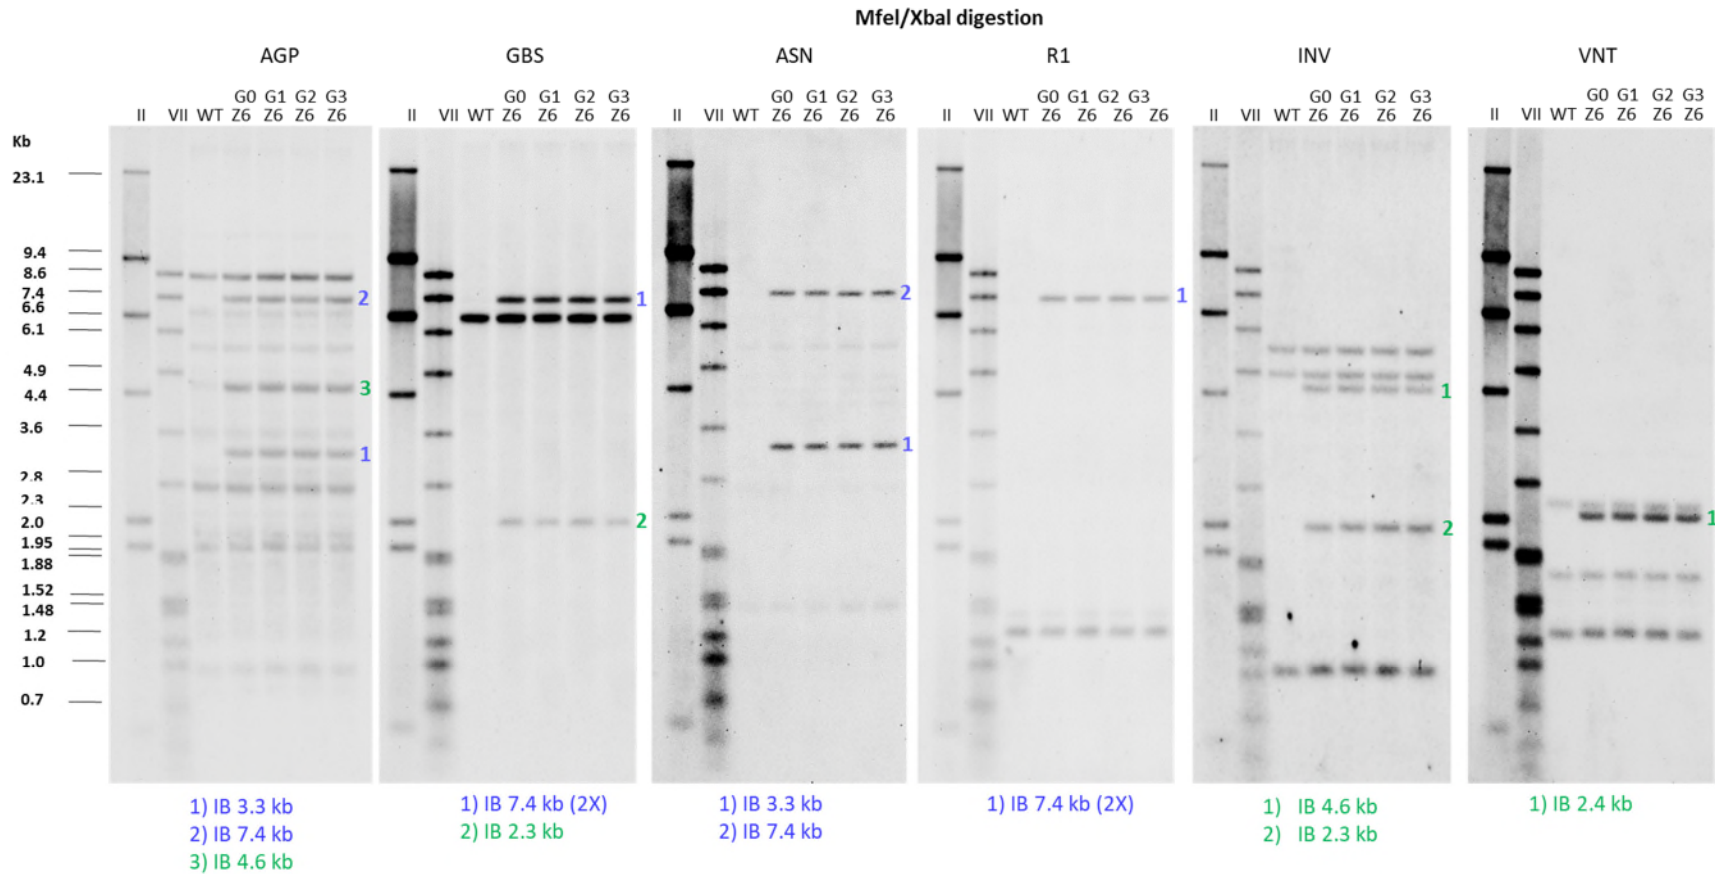 MfeI/XbaI digestion
AGP GBS ASN R1 INV VNT
G0 G1 G2 G3 G0 G1 G2 G3 G0 G1 G2 G3 G0 G1 G2 G3 G0 G1 G2 G3 G0 G1 G2 G3
II VII WT Z6 Z6 Z6 Z6 II VII WT Z6 Z6 Z6 Z6 II VII WT Z6 Z6 Z6 Z6 II VII WT Z6 Z6 Z6 Z6 II VII WT Z6 Z6 Z6 Z6 II VII WT Z6 Z6 Z6 Z6
Kb
23.1
9.4
8.6
7.4
6.6
6.1
4.9
4.4
3.6
2.8
2.3
2.0
1.95
1.88
1.52
1.48
1.2
1.0
0.7
2
3
1
1
2
2
1
1
1
2
1
1) IB 3.3 kb
2) IB 7.4 kb
3) IB 4.6 kb
1) IB 7.4 kb (2X)
2) IB 2.3 kb
1) IB 3.3 kb
2) IB 7.4 kb
1) IB 7.4 kb (2X)
1) IB 4.6 kb
2) IB 2.3 kb
1) IB 2.4 kb